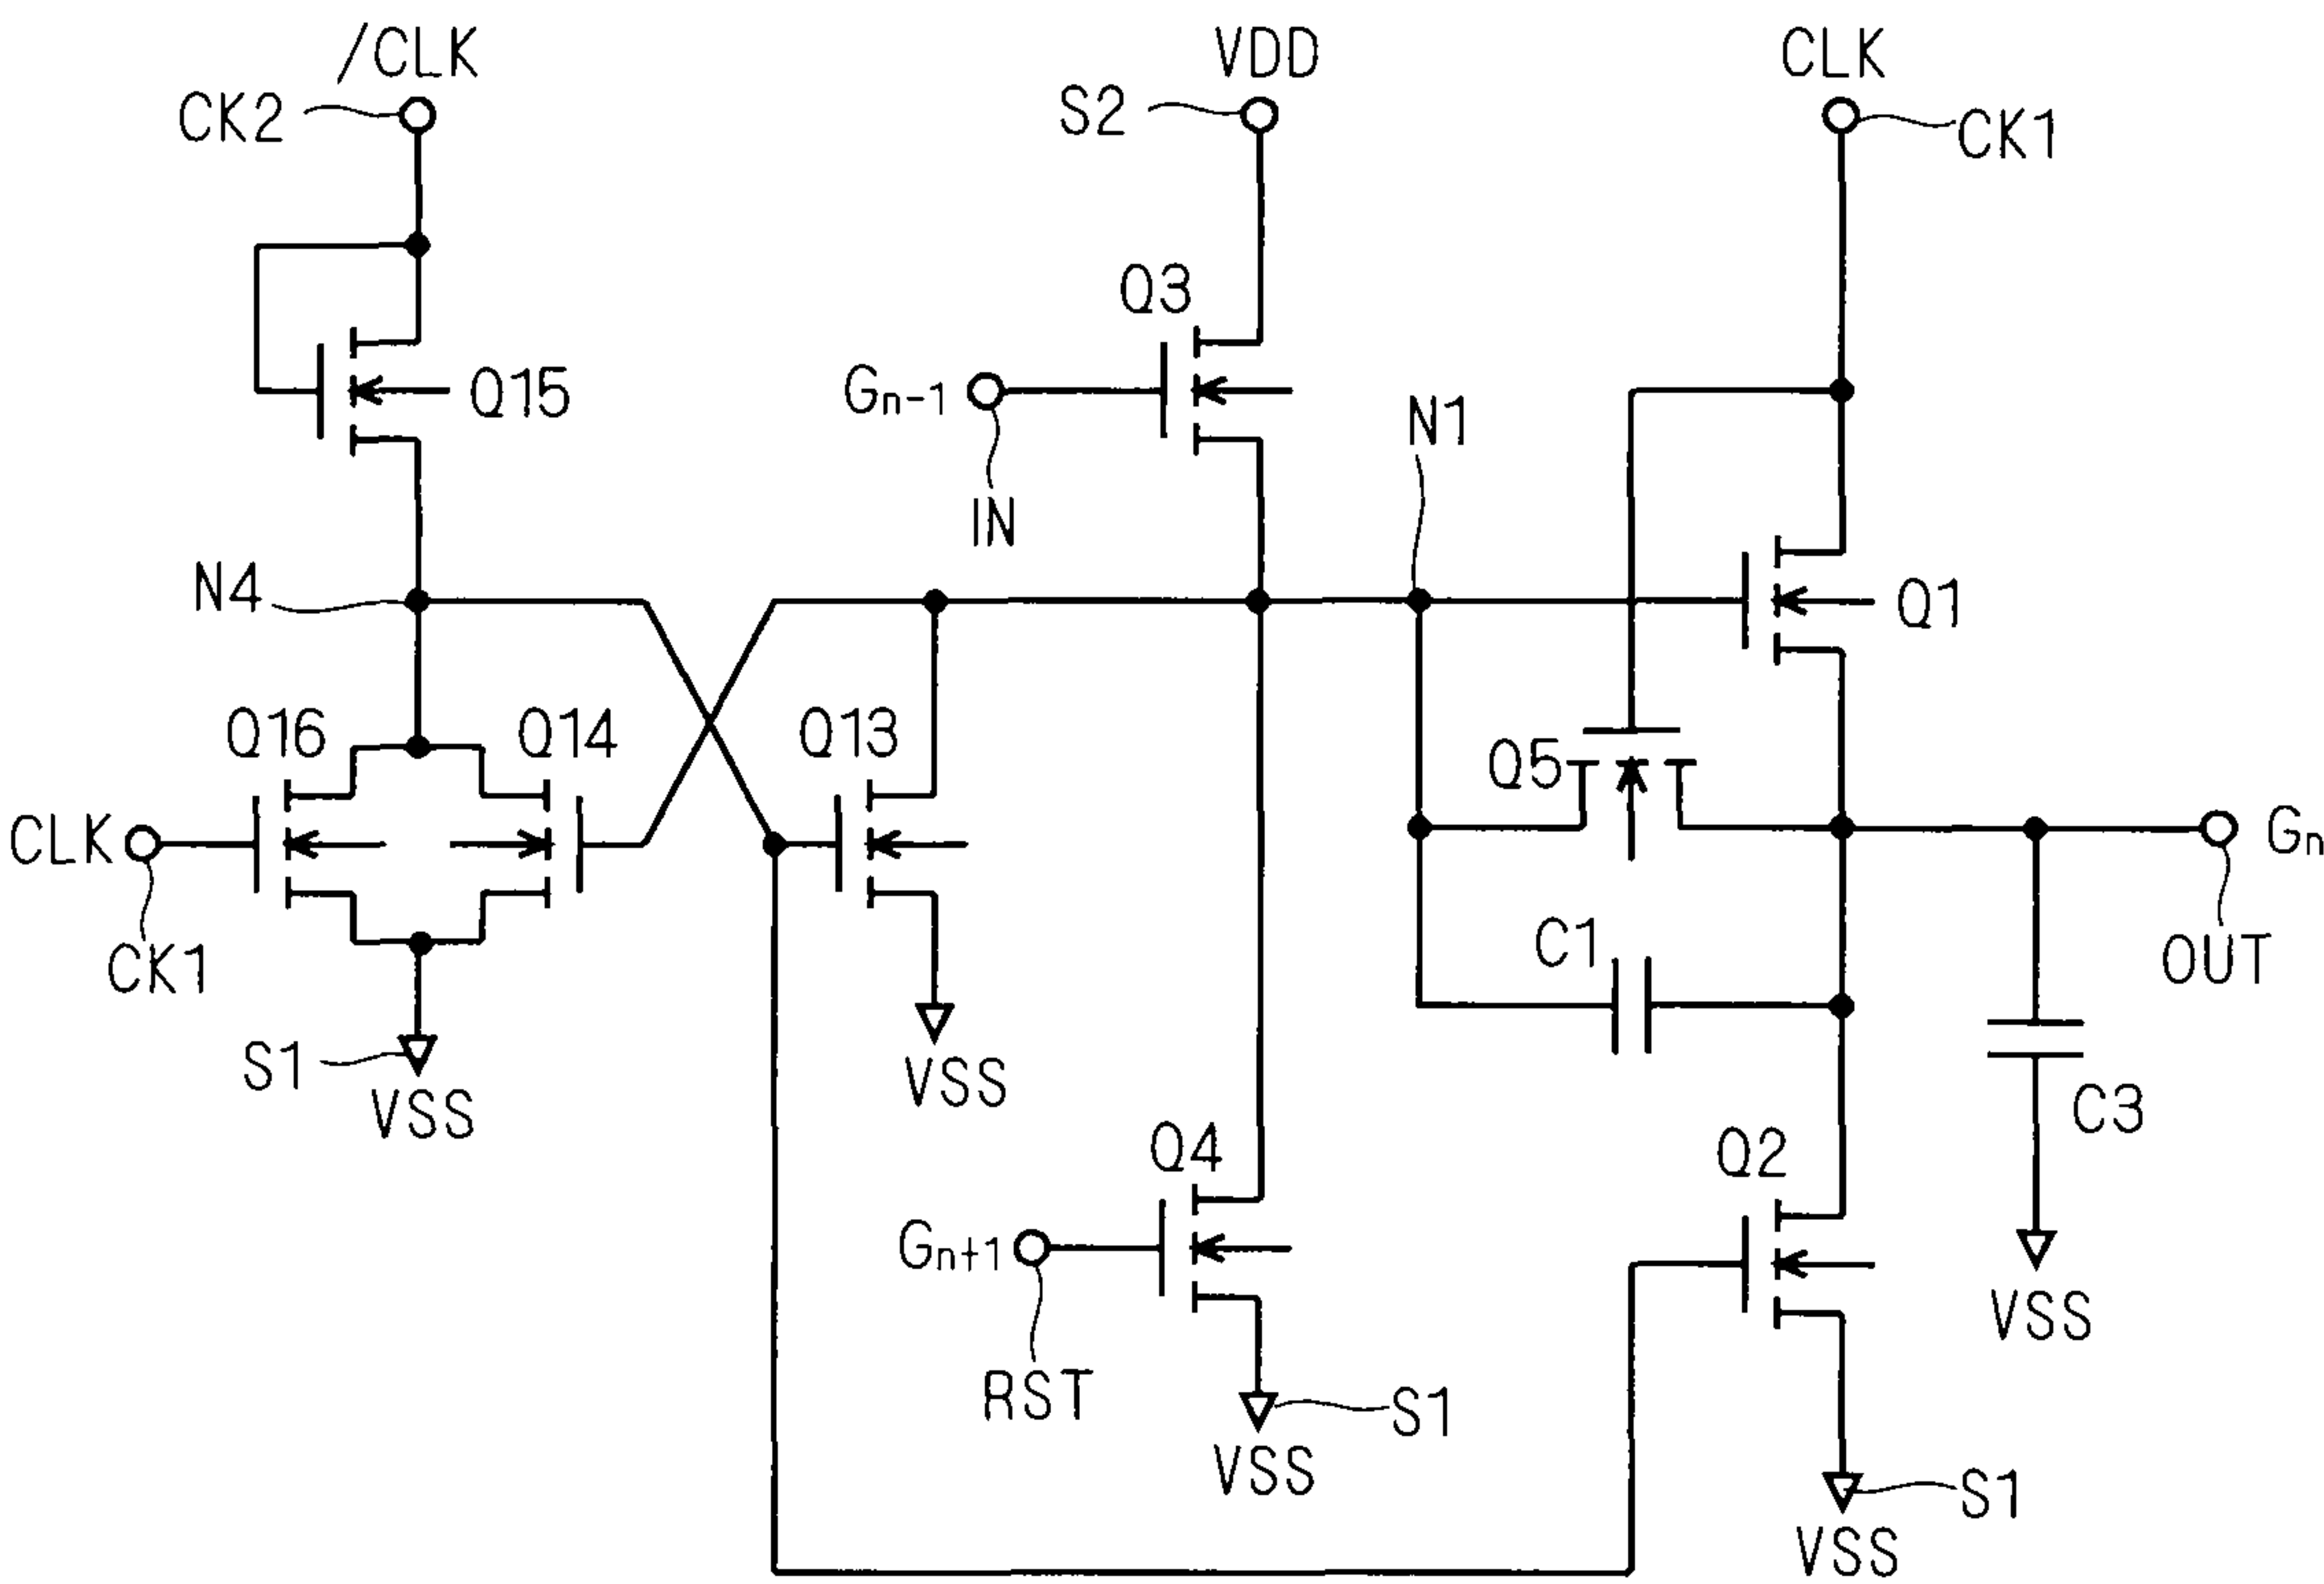 /CLK
VDD
CLK
CK2
S2
CK1
Q3
Q15
Gn-1
N1
IN
N4
Q1
Q16
Q14
Q13
Q5
CLK
Gn
CK1
C1
OUT
S1
VSS
VSS
C3
Q4
Q2
Gn+1
VSS
RST
S1
VSS
S1
VSS